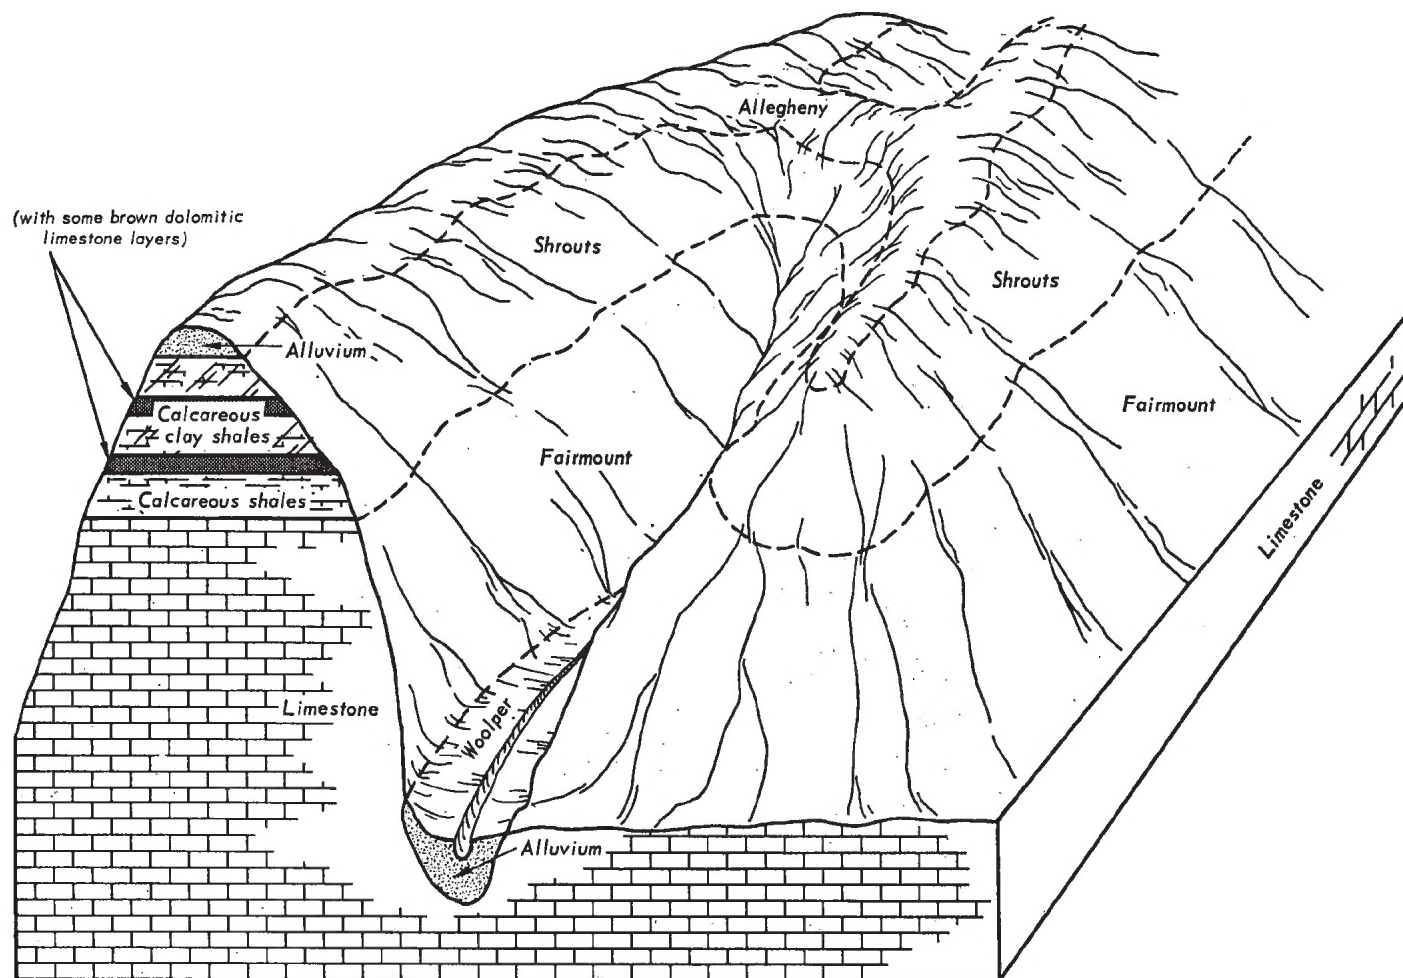 Allegheny
(with some brown dolomitic
limestone layers)
Shrouts
Shrouts
Alluvium
Calcareous
clay shales
Fairmount
Fairmount
Calcareous shales
Limestone
Limestone
Woolper
Alluvium